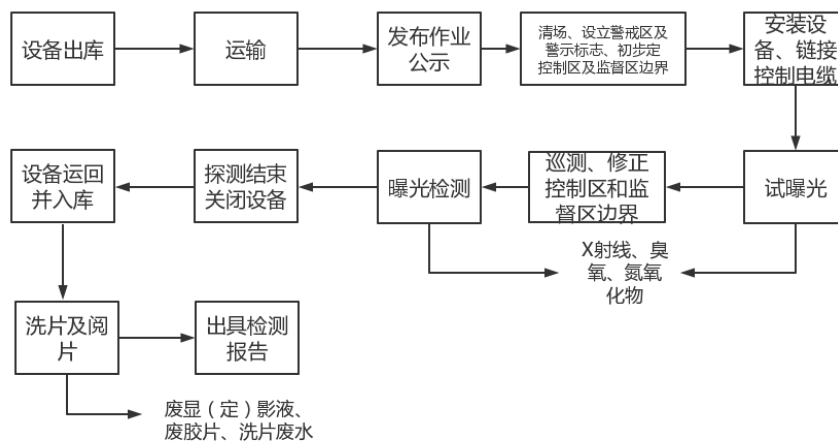 设备出库
运输
发布作业
公示
清场、设立警戒区及
警示标志、初步定
控制区及监督区边界
安装设
备、链接
控制电缆
试曝光
巡测、修正
控制区和监
督区边界
曝光检测
探测结束
关闭设备
设备运回
并入库
X射线、臭
氧、氮氧
化物
洗片及阅
片
出具检测
报告
废显（定）影液、
废胶片、洗片废水